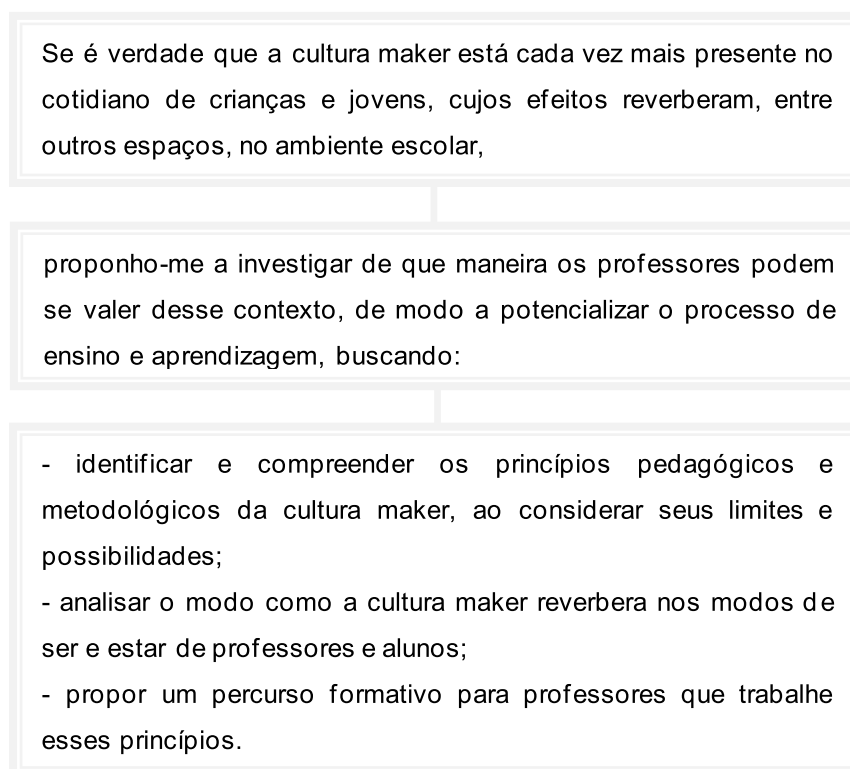 Se é verdade que a cultura maker está cada vez mais presente no
cotidiano de crianças e jovens, cujos efeitos reverberam, entre
outros espaços, no ambiente escolar,
proponho-me a investigar de que maneira os professores podem
se valer desse contexto, de modo a potencializar o processo de
ensino e aprendizagem, buscando:
- identificar e compreender os princípios pedagógicos e
metodológicos da cultura maker, ao considerar seus limites e
possibilidades;
- analisar o modo como a cultura maker reverbera nos modos de
ser e estar de professores e alunos;
- propor um percurso formativo para professores que trabalhe
esses princípios.